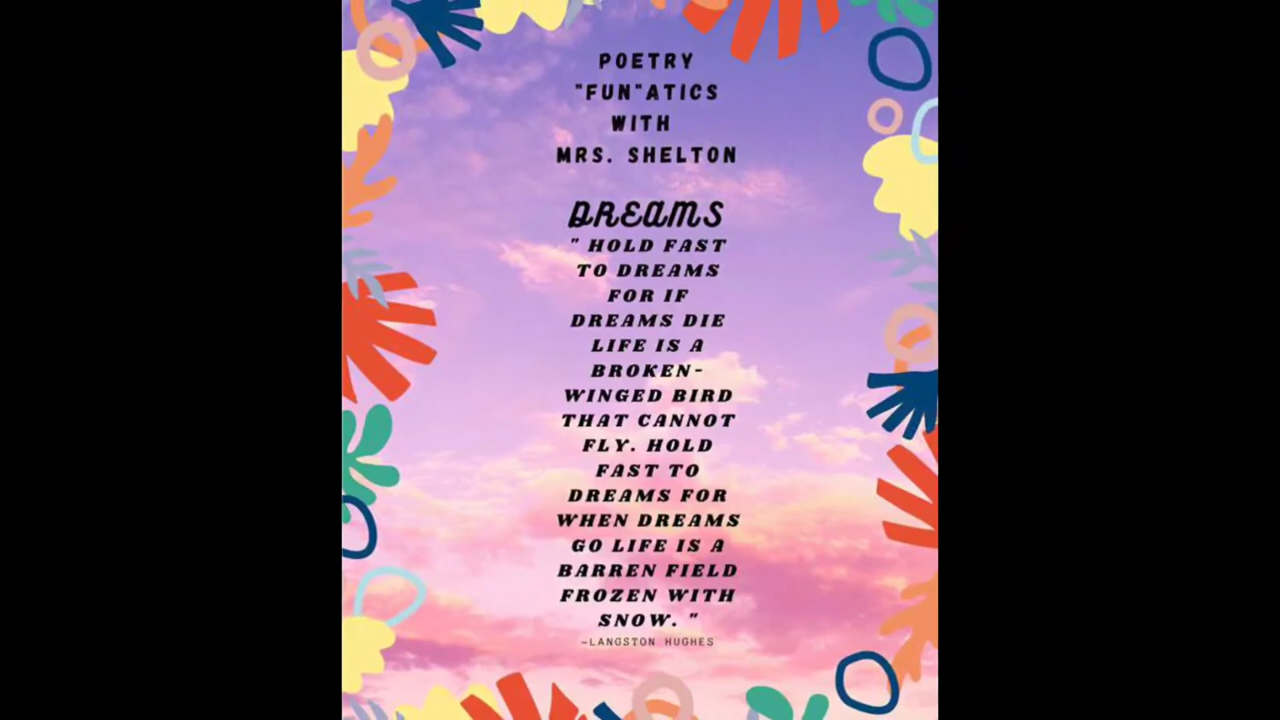 POETRY
"FUN"ATICS
WITH
MRS. SHELTON
DREAMS
" HOLD FAST
TO DREAMS
FOR IF
DREAMS DIE
LIFE IS A
BROKEN-
WINGED BIRD
THAT CANNOT
FLY. HOLD
FAST TO
DREAMS FOR
WHEN DREAMS
GO LIFE IS A
BARREN FIELD
FROZEN WITH
SNOW. "
-LANGSTON HUGHES